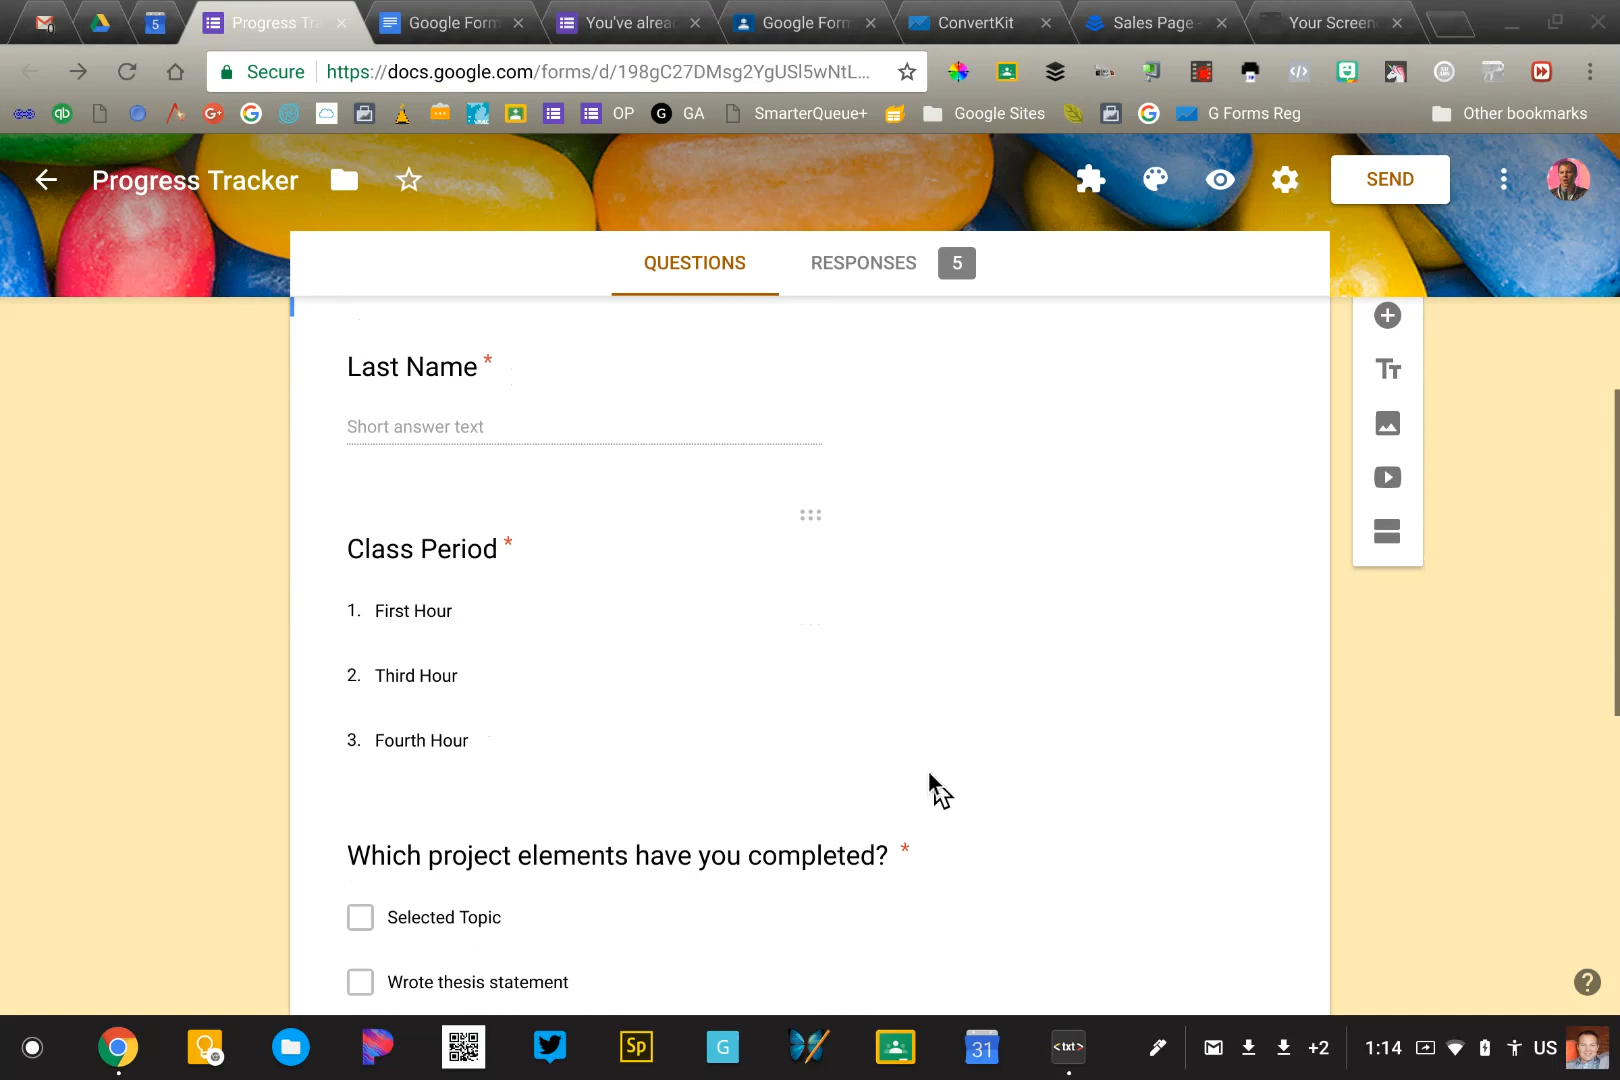 Progress Tra
Google Form
You've alrea
Google Form
ConvertKit
Sales Page -
Your Screen
Secure
https://docs.google.com/forms/d/198gC27DMsg2YgUSl5wNtL...
OP
GA
SmarterQueue+
Google Sites
G Forms Reg
Other bookmarks
Progress Tracker
SEND
QUESTIONS
RESPONSES 5
Last Name *
Short answer text
Class Period *
1. First Hour
2. Third Hour
3. Fourth Hour
Which project elements have you completed? *
Selected Topic
Wrote thesis statement
Sp
G
31
<txt>
+2
1:14
US